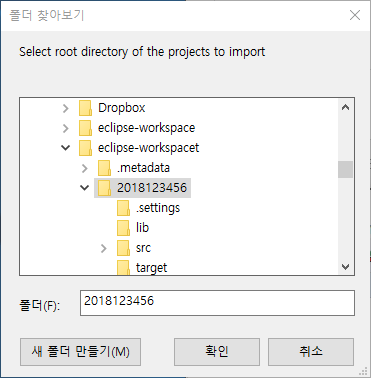 폴더 찾아보기
Select root directory of the projects to import
Dropbox
eclipse-workspace
eclipse-workspacet
.metadata
2018123456
.settings
lib
src
target
폴더(F):
2018123456
새 폴더 만들기(M)
확인
취소